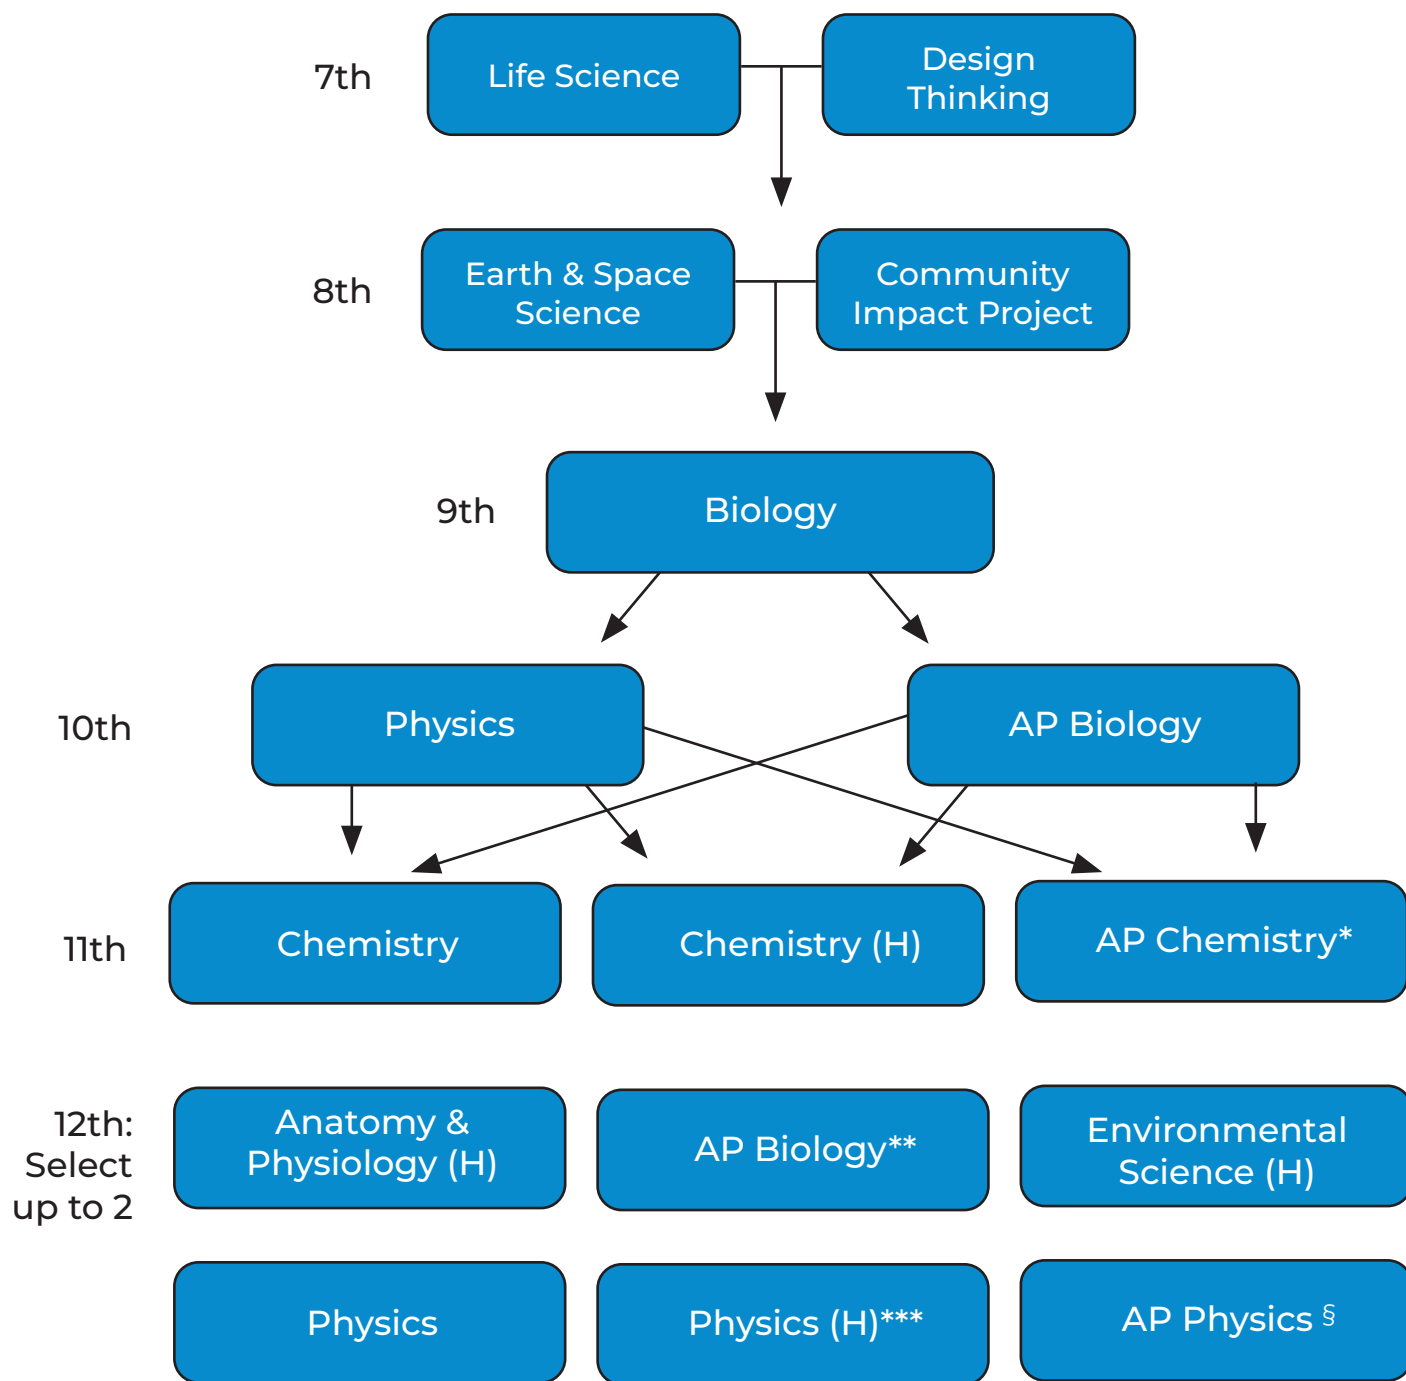 7th
Life Science
Design
Thinking
8th
Earth & Space
Science
Community
Impact Project
9th
Biology
10th
Physics
AP Biology
11th
Chemistry
Chemistry (H)
AP Chemistry*
12th:
Select
up to 2
Anatomy &
Physiology (H)
AP Biology**
Environmental
Science (H)
Physics
Physics (H)***
AP Physics §